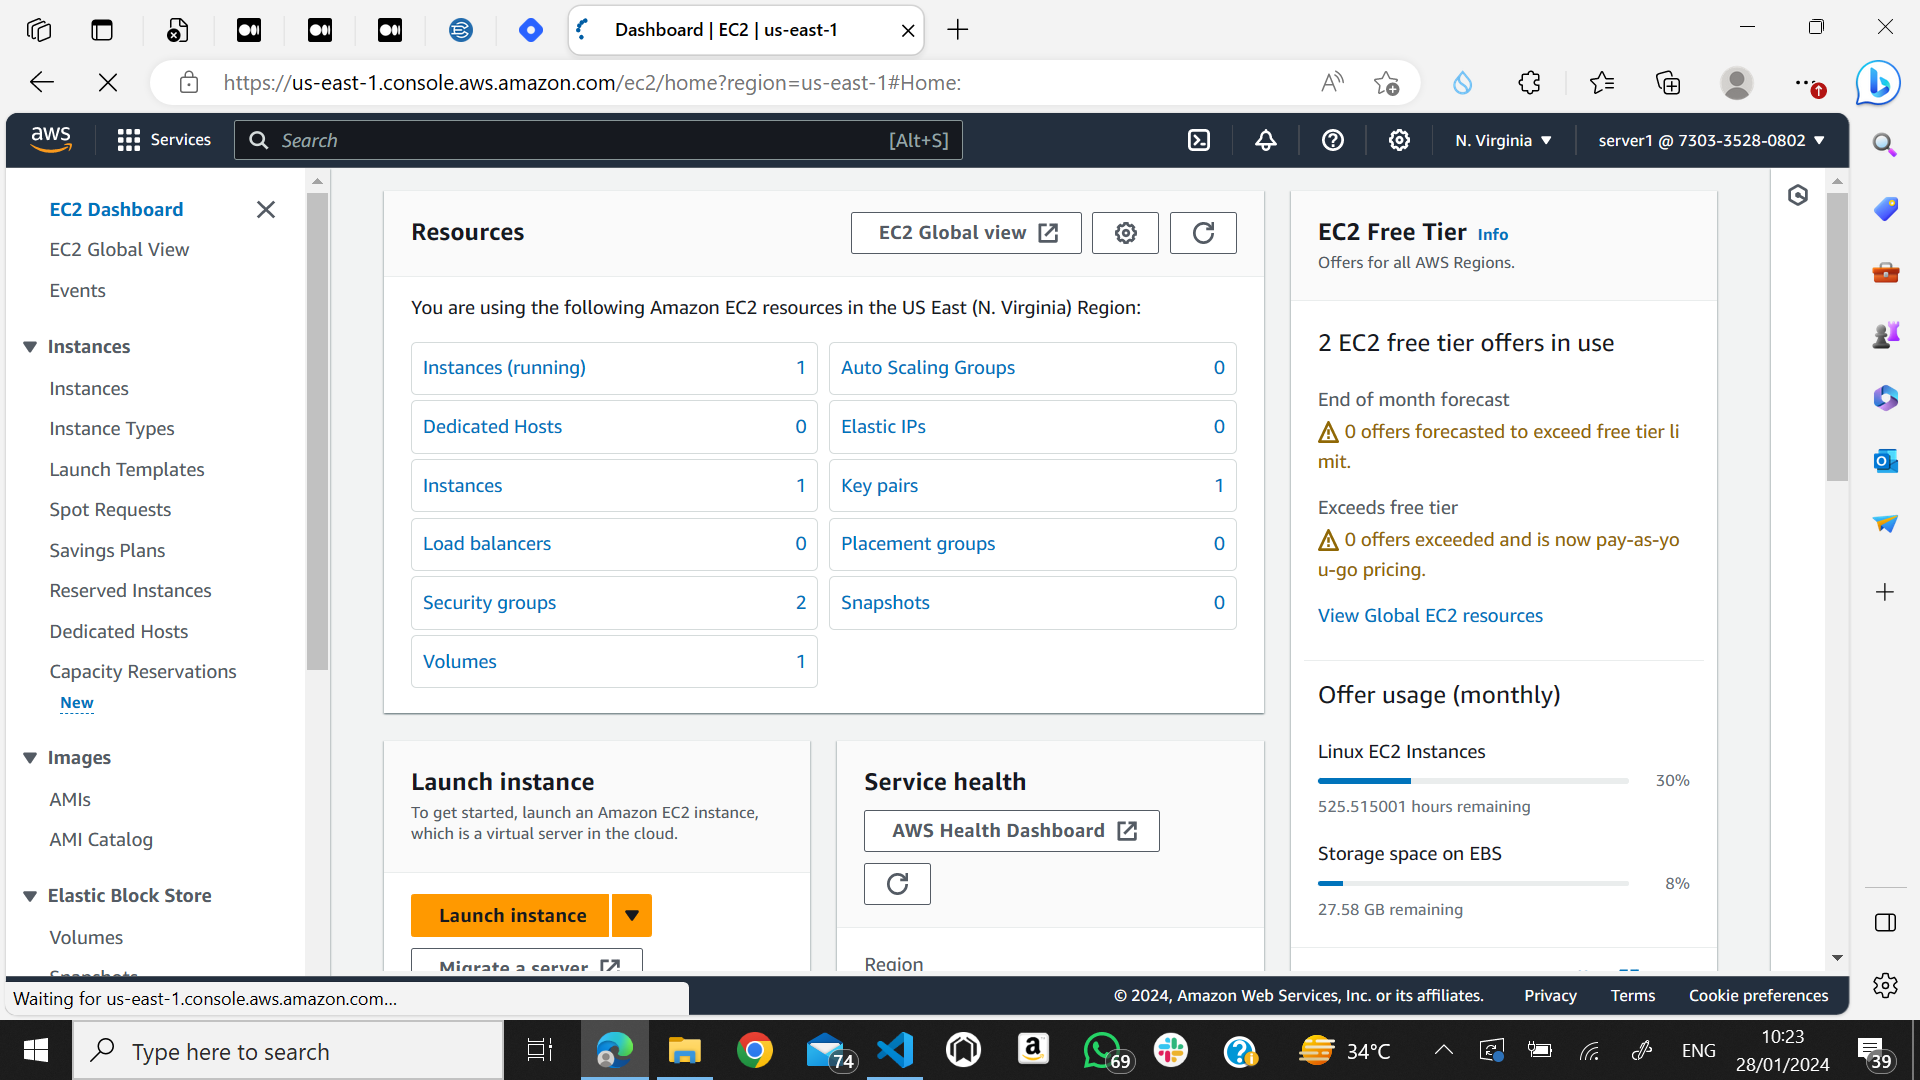 Dashboard | EC2 | us-east-1
https://us-east-1.console.aws.amazon.com/ec2/home?region=us-east-1#Home:
aws
Services
Search
[Alt+S]
N. Virginia
server1 @ 7303-3528-0802
EC2 Dashboard
EC2 Global View
Events
Instances
Instances
Instance Types
Launch Templates
Spot Requests
Savings Plans
Reserved Instances
Dedicated Hosts
Capacity Reservations
New
Images
AMIs
AMI Catalog
Elastic Block Store
Volumes
Snapshots
Resources
EC2 Global view
You are using the following Amazon EC2 resources in the US East (N. Virginia) Region:
Instances (running) 1
Auto Scaling Groups 0
Dedicated Hosts 0
Elastic IPs 0
Instances 1
Key pairs 1
Load balancers 0
Placement groups 0
Security groups 2
Snapshots 0
Volumes 1
Launch instance
To get started, launch an Amazon EC2 instance,
which is a virtual server in the cloud.
Launch instance
Migrate a server
Service health
AWS Health Dashboard
Region
EC2 Free Tier Info
Offers for all AWS Regions.
2 EC2 free tier offers in use
End of month forecast
0 offers forecasted to exceed free tier li
mit.
Exceeds free tier
0 offers exceeded and is now pay-as-yo
u-go pricing.
View Global EC2 resources
Offer usage (monthly)
Linux EC2 Instances
30%
525.515001 hours remaining
Storage space on EBS
8%
27.58 GB remaining
Waiting for us-east-1.console.aws.amazon.com...
© 2024, Amazon Web Services, Inc. or its affiliates.
Privacy
Terms
Cookie preferences
Type here to search
74
69
34°C
ENG
10:23
28/01/2024
39